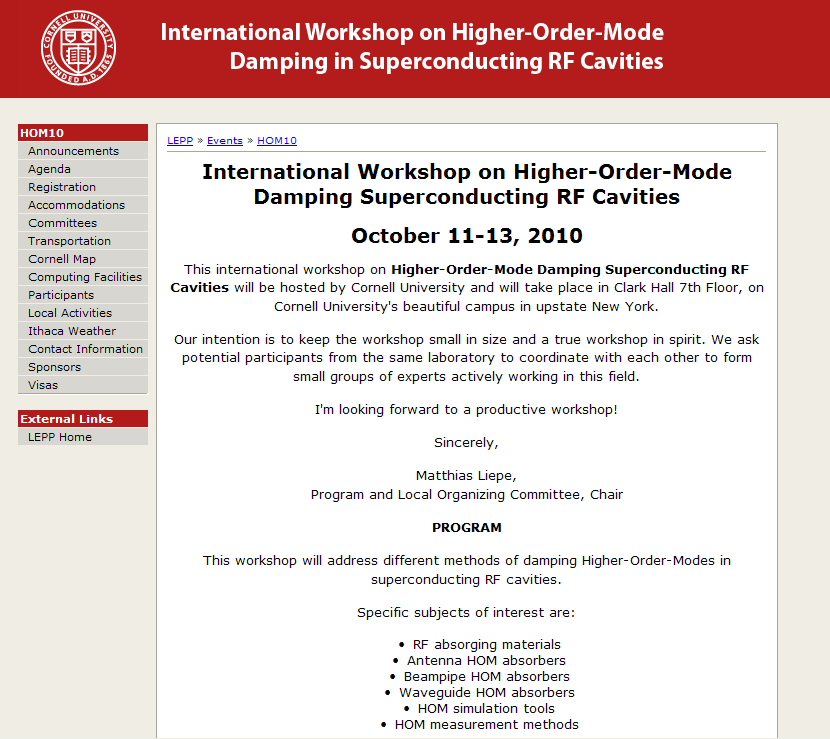 CORNELL UNIVERSITY
FOUNDED A.D. 1865
International Workshop on Higher-Order-Mode
Damping in Superconducting RF Cavities
HOM10
Announcements
Agenda
Registration
Accommodations
Committees
Transportation
Cornell Map
Computing Facilities
Participants
Local Activities
Ithaca Weather
Contact Information
Sponsors
Visas
External Links
LEPP Home
LEPP » Events » HOM10
International Workshop on Higher-Order-Mode
Damping Superconducting RF Cavities
October 11-13, 2010
This international workshop on Higher-Order-Mode Damping Superconducting RF
Cavities will be hosted by Cornell University and will take place in Clark Hall 7th Floor, on
Cornell University's beautiful campus in upstate New York.
Our intention is to keep the workshop small in size and a true workshop in spirit. We ask
potential participants from the same laboratory to coordinate with each other to form
small groups of experts actively working in this field.
I'm looking forward to a productive workshop!
Sincerely,
Matthias Liepe,
Program and Local Organizing Committee, Chair
PROGRAM
This workshop will address different methods of damping Higher-Order-Modes in
superconducting RF cavities.
Specific subjects of interest are:
• RF absorging materials
• Antenna HOM absorbers
• Beampipe HOM absorbers
• Waveguide HOM absorbers
• HOM simulation tools
• HOM measurement methods